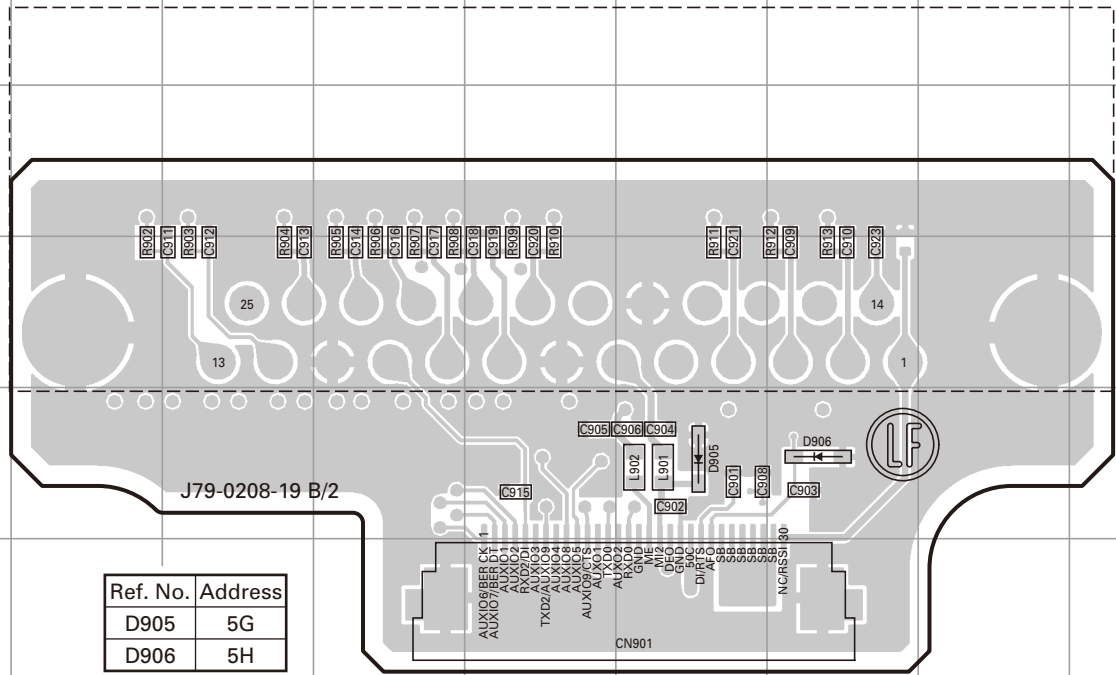 R902 C911 R903 C912 R904 C913 R905 C914 R906 C916 R907 C917 R908 C918 C919 R909 C920 R910 R911 C921 R912 C909 R913 C910 C923
25 14
13 1
C905 C906 C904
D906
LF
L902 L901 D905
C901 C908 C903
J79-0208-19 B/2
C915 C902
1 30
AUXIO6/BER CK
AUXIO7/BER DT
AUXIO1
AUXIO2
RXD2/DI
AUXIO3
TXD2/AUXIO9
AUXIO4
AUXIO8
AUXIO5
AUXIO9/CTS
AUXO1
TXD0
AUXO2
RXD0
GND
ME
MI2
DEO
GND
50C
DI/RTS
AFO
SB
SB
SB
SB
SB
SB
NC/RSSI
CN901
Ref. No. Address
D905 5G
D906 5H